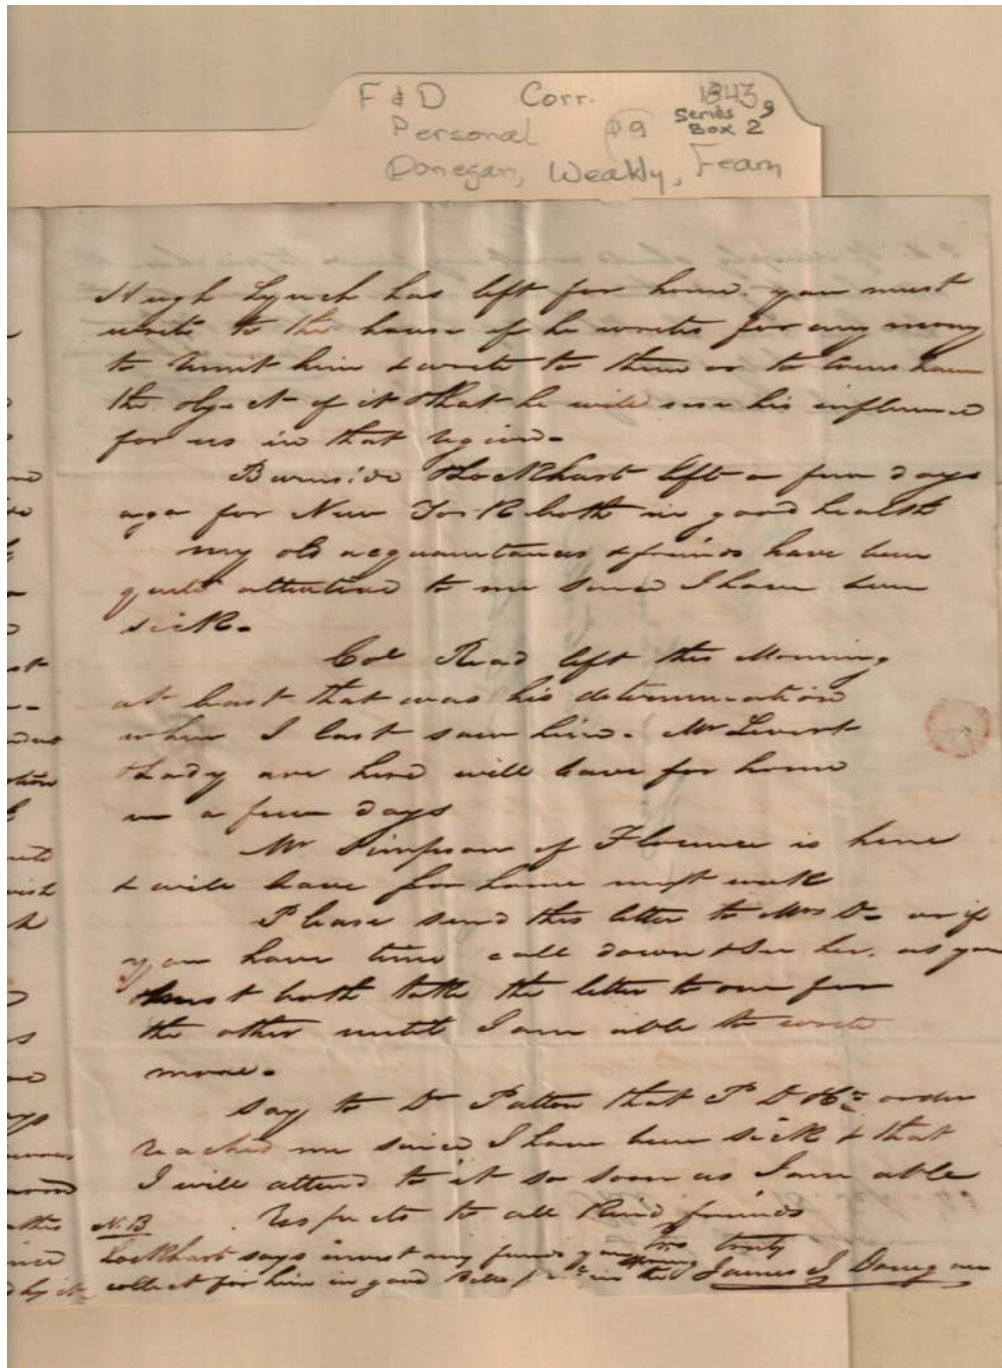 F & D Corr. 1843
Personal P9 Series 9
Box 2
Donegan, Weakly, Fearn
Hugh Lynch has left for home. you must
write to the house if he writes for any mony
to remit him & write to them or to
the object of it & that he will use his influence
for us in that region-
Burnside & Lockhart left a few days
ago for New York both in good health
my old acquaintances & friends have been
quite attentive to me since I have been
sick-
Col Read left this Morning
at least that was his determination
when I last saw him. Mr Levert
& Lady are here will leave for home
in a few days
Mr Simpson of Florence is here
& will leave for home next week
Please send this letter to Mrs D- or if
you have time call down & see her. as you
must both take the letter to one for
the other until I am able to write
more-
Say to Dr Patton that P D & Co order
reached me since I have been sick & that
I will attend to it so soon as I am able
Respects to all kind friends
N.B
Yrs truly
Lockhart says invest any funds you
collect for him in good Bills James J Donegan